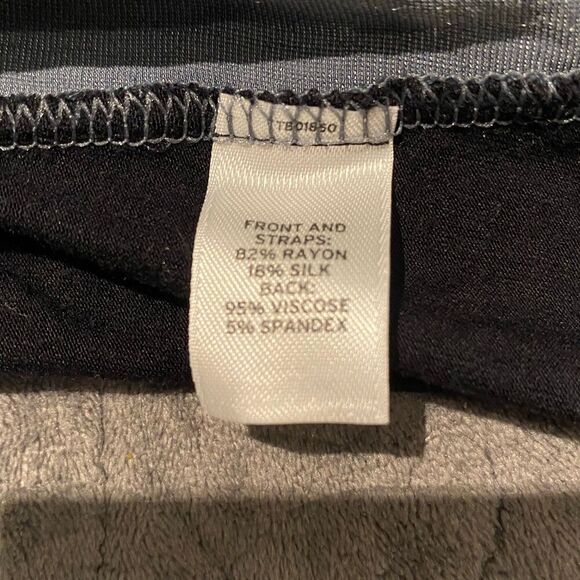 TB01850
FRONT AND
STRAPS:
82% RAYON
18% SILK
BACK:
95% VISCOSE
5% SPANDEX